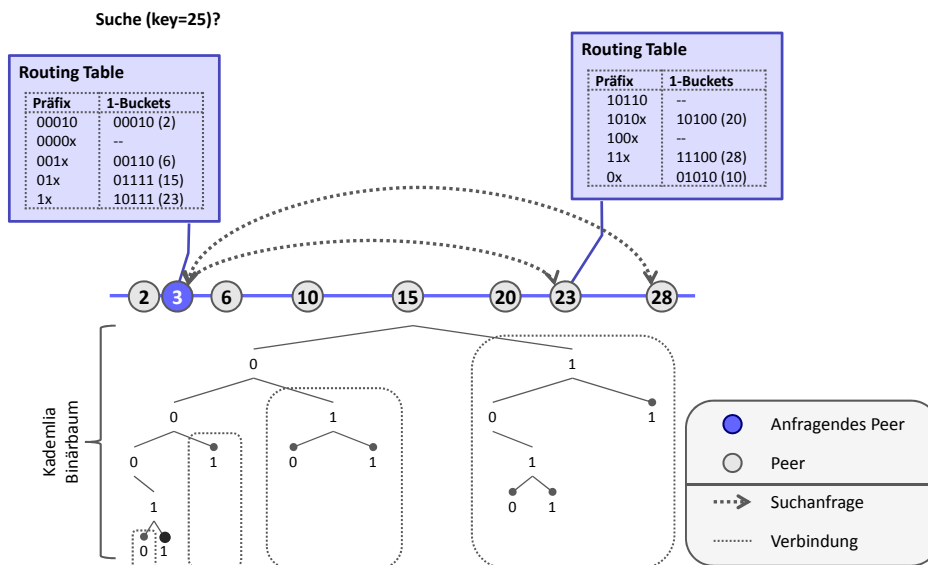 Suche (key=25)?
Routing Table
Präfix 1-Buckets
00010 00010 (2)
0000x --
001x 00110 (6)
01x 01111 (15)
1x 10111 (23)
Routing Table
Präfix 1-Buckets
10110 --
1010x 10100 (20)
100x --
11x 11100 (28)
0x 01010 (10)
2 3 6 10 15 20 23 28
Kademlia
Binärbaum
0 1
0 1 0 1
0 1 0 1 1
1 0 1
0 1
Anfragendes Peer
Peer
Suchanfrage
Verbindung